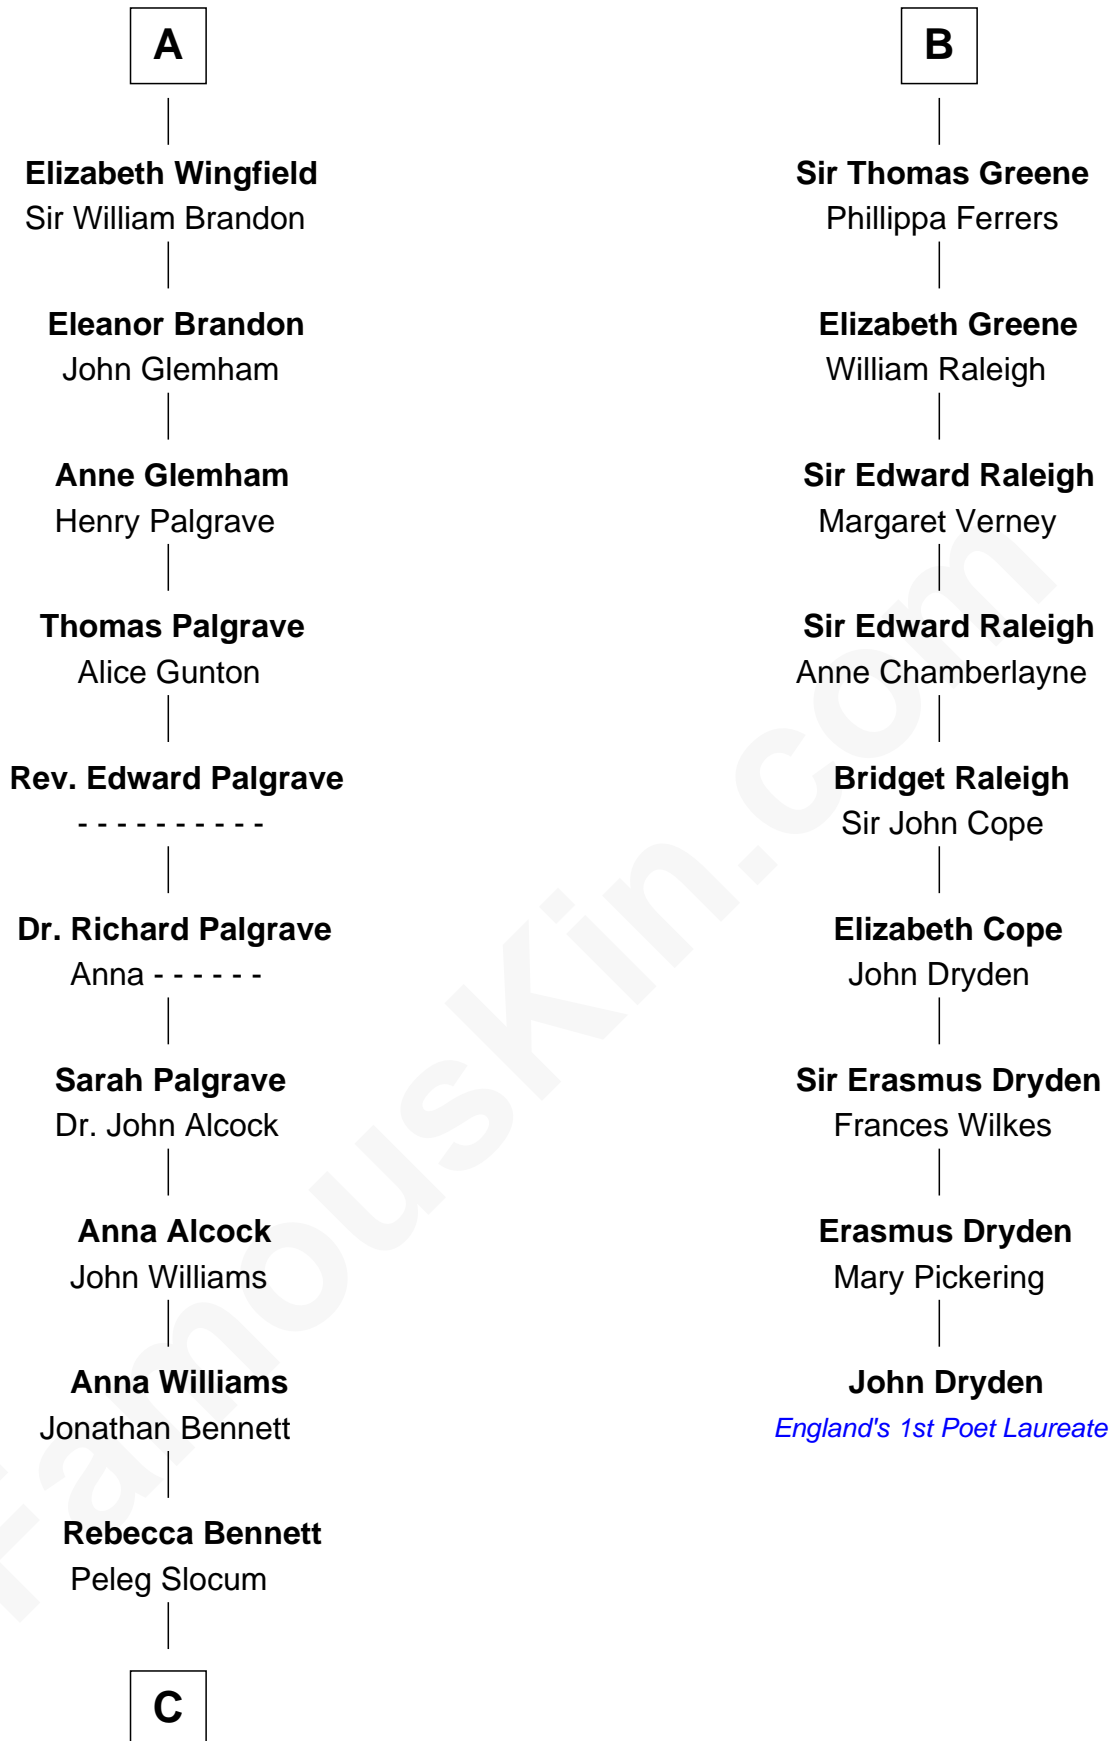 A
Elizabeth Wingfield
Sir William Brandon
Eleanor Brandon
John Glemham
Anne Glemham
Henry Palgrave
Thomas Palgrave
Alice Gunton
Rev. Edward Palgrave
- - - - - - - - - -
Dr. Richard Palgrave
Anna - - - - - -
Sarah Palgrave
Dr. John Alcock
Anna Alcock
John Williams
Anna Williams
Jonathan Bennett
Rebecca Bennett
Peleg Slocum
C
B
Sir Thomas Greene
Phillippa Ferrers
Elizabeth Greene
William Raleigh
Sir Edward Raleigh
Margaret Verney
Sir Edward Raleigh
Anne Chamberlayne
Bridget Raleigh
Sir John Cope
Elizabeth Cope
John Dryden
Sir Erasmus Dryden
Frances Wilkes
Erasmus Dryden
Mary Pickering
John Dryden
England's 1st Poet Laureate
FamousKin.com